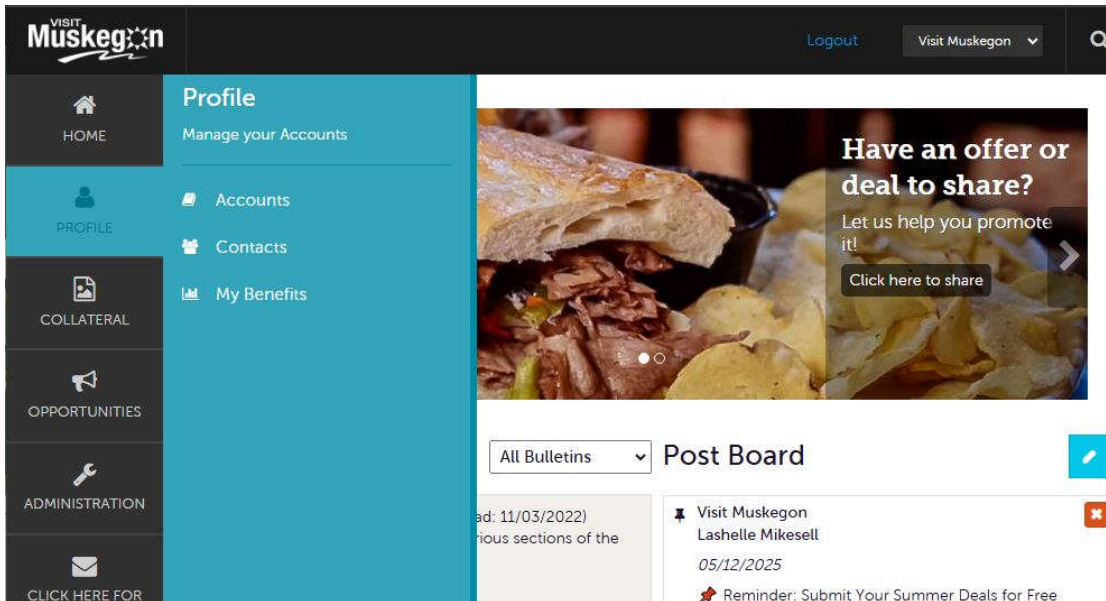 VISIT
Muskegon
Logout
Visit Muskegon
HOME
PROFILE
COLLATERAL
OPPORTUNITIES
ADMINISTRATION
CLICK HERE FOR
Profile
Manage your Accounts
Accounts
Contacts
My Benefits
Have an offer or
deal to share?
Let us help you promote
it!
Click here to share
All Bulletins
ad: 11/03/2022)
rious sections of the
Post Board
Visit Muskegon
Lashelle Mikesell
05/12/2025
Reminder: Submit Your Summer Deals for Free